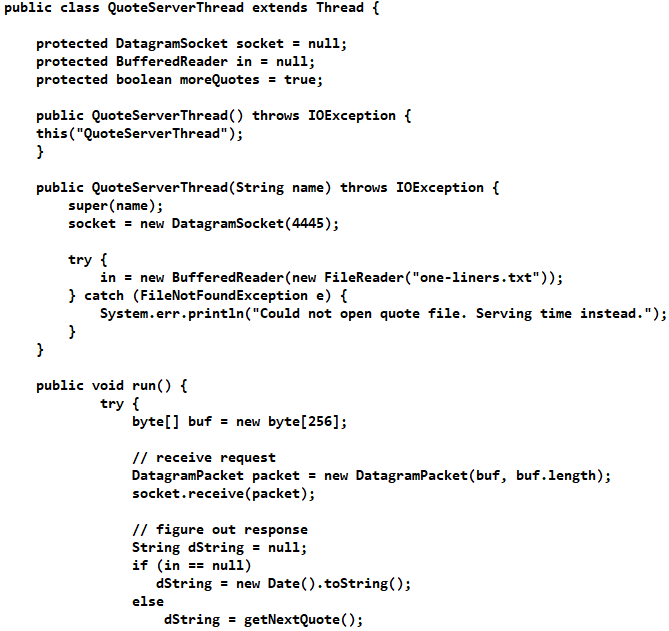 public class QuoteServerThread extends Thread {

    protected DatagramSocket socket = null;
    protected BufferedReader in = null;
    protected boolean moreQuotes = true;

    public QuoteServerThread() throws IOException {
    this("QuoteServerThread");
    }

    public QuoteServerThread(String name) throws IOException {
        super(name);
        socket = new DatagramSocket(4445);

        try {
            in = new BufferedReader(new FileReader("one-liners.txt"));
        } catch (FileNotFoundException e) {
            System.err.println("Could not open quote file. Serving time instead.");
        }
    }

    public void run() {
            try {
                byte[] buf = new byte[256];

                // receive request
                DatagramPacket packet = new DatagramPacket(buf, buf.length);
                socket.receive(packet);

                // figure out response
                String dString = null;
                if (in == null)
                   dString = new Date().toString();
                else
                    dString = getNextQuote();